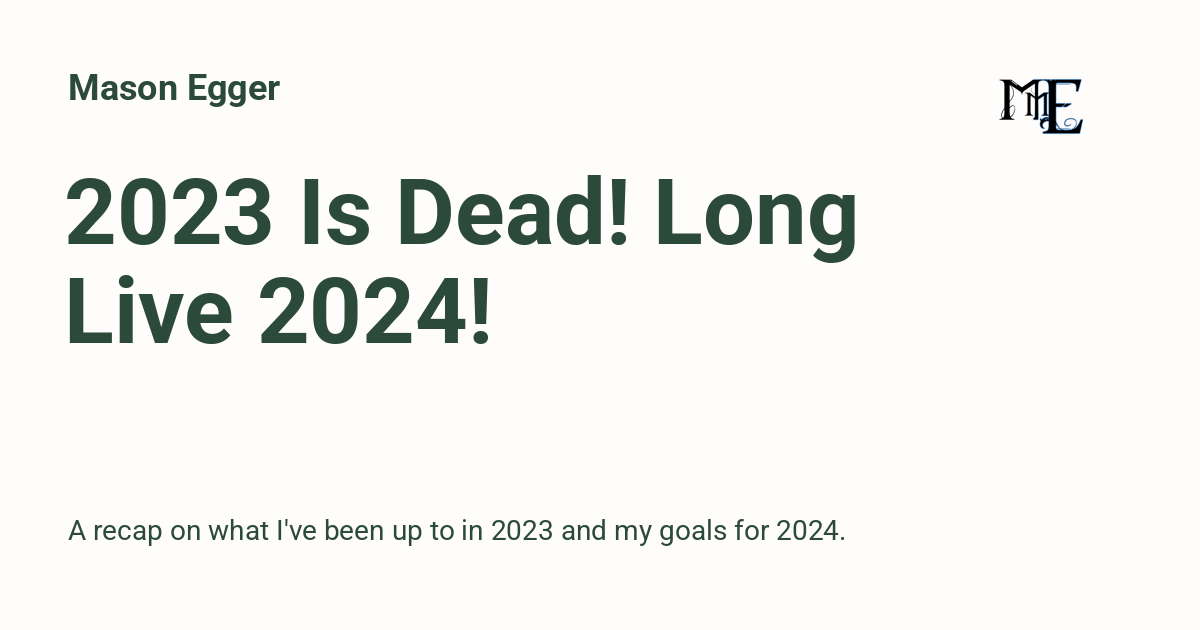 Mason Egger
MmE
2023 Is Dead! Long
Live 2024!
A recap on what I've been up to in 2023 and my goals for 2024.